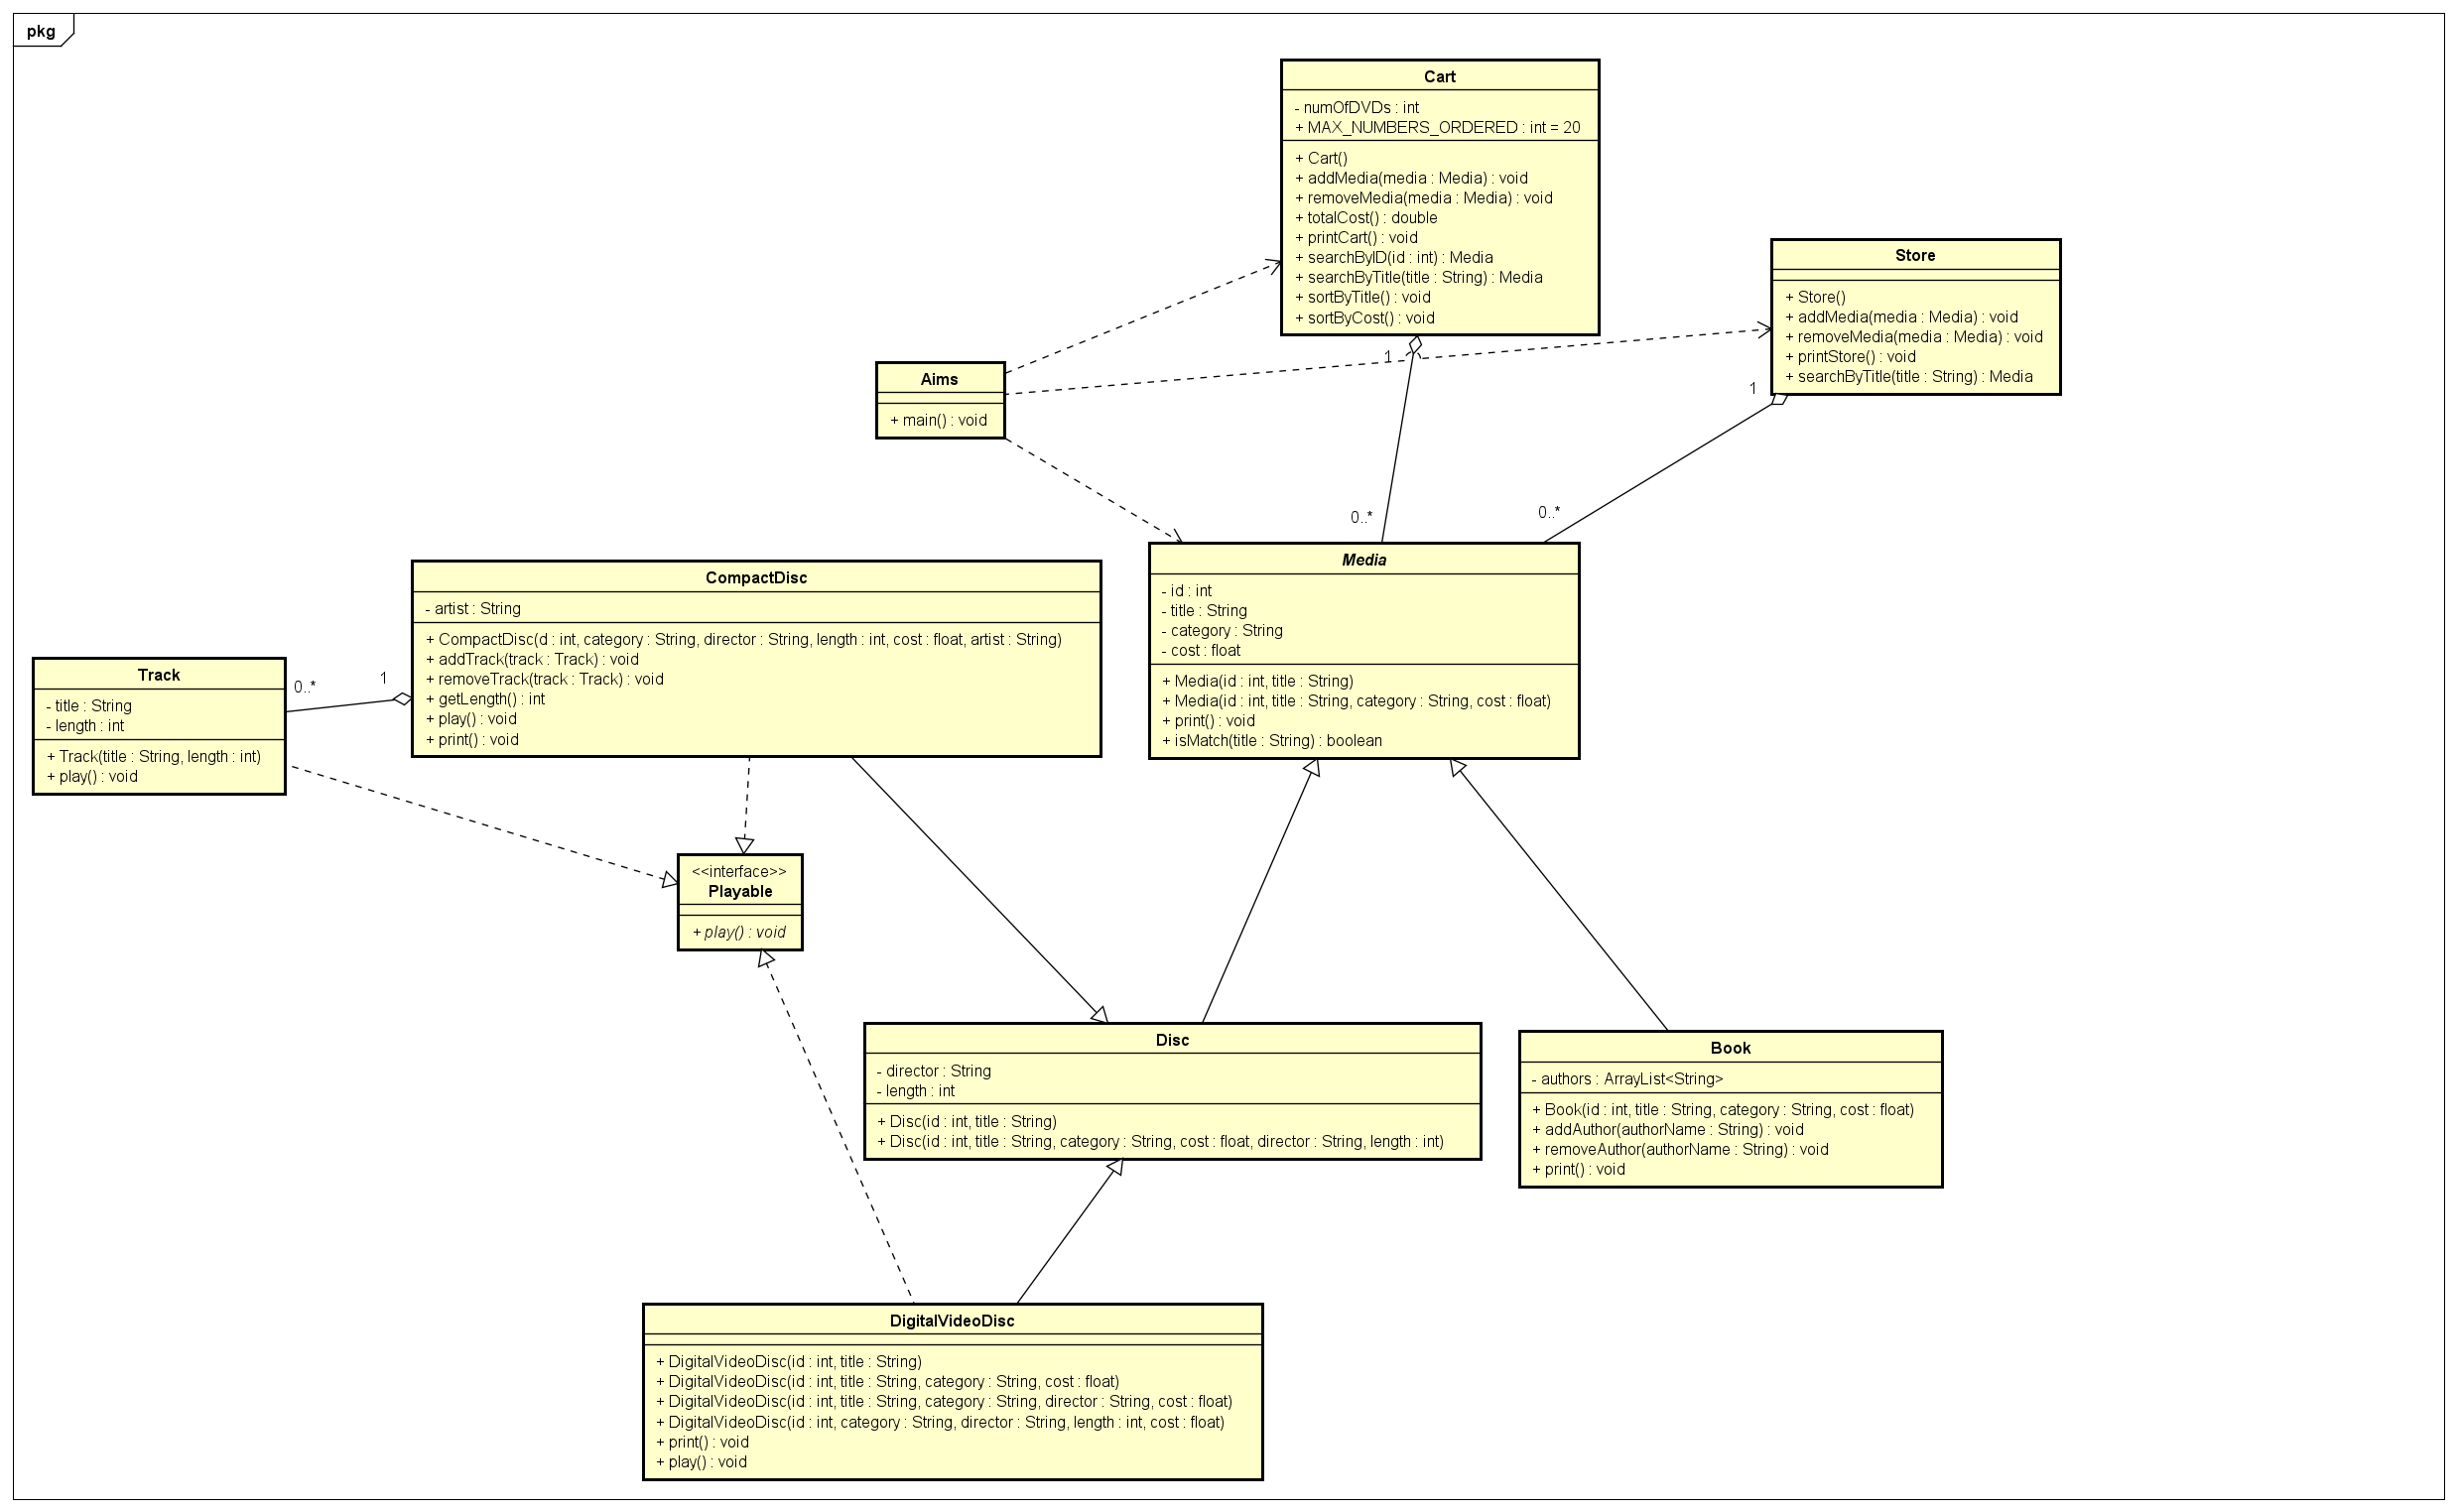 pkg
Cart
- numOfDVDs : int
+ MAX_NUMBERS_ORDERED : int = 20
+ Cart()
+ addMedia(media : Media) : void
+ removeMedia(media : Media) : void
+ totalCost() : double
+ printCart() : void
+ searchByID(id : int) : Media
+ searchByTitle(title : String) : Media
+ sortByTitle() : void
+ sortByCost() : void
Store
+ Store()
+ addMedia(media : Media) : void
+ removeMedia(media : Media) : void
+ printStore() : void
+ searchByTitle(title : String) : Media
1
1
Aims
+ main() : void
0..*
0..*
Media
- id : int
- title : String
- category : String
- cost : float
+ Media(id : int, title : String)
+ Media(id : int, title : String, category : String, cost : float)
+ print() : void
+ isMatch(title : String) : boolean
CompactDisc
- artist : String
+ CompactDisc(d : int, category : String, director : String, length : int, cost : float, artist : String)
+ addTrack(track : Track) : void
+ removeTrack(track : Track) : void
+ getLength() : int
+ play() : void
+ print() : void
Track
- title : String
- length : int
+ Track(title : String, length : int)
+ play() : void
0..*
1
<<interface>>
Playable
+ play() : void
Disc
- director : String
- length : int
+ Disc(id : int, title : String)
+ Disc(id : int, title : String, category : String, cost : float, director : String, length : int)
Book
- authors : ArrayList<String>
+ Book(id : int, title : String, category : String, cost : float)
+ addAuthor(authorName : String) : void
+ removeAuthor(authorName : String) : void
+ print() : void
DigitalVideoDisc
+ DigitalVideoDisc(id : int, title : String)
+ DigitalVideoDisc(id : int, title : String, category : String, cost : float)
+ DigitalVideoDisc(id : int, title : String, category : String, director : String, cost : float)
+ DigitalVideoDisc(id : int, category : String, director : String, length : int, cost : float)
+ print() : void
+ play() : void